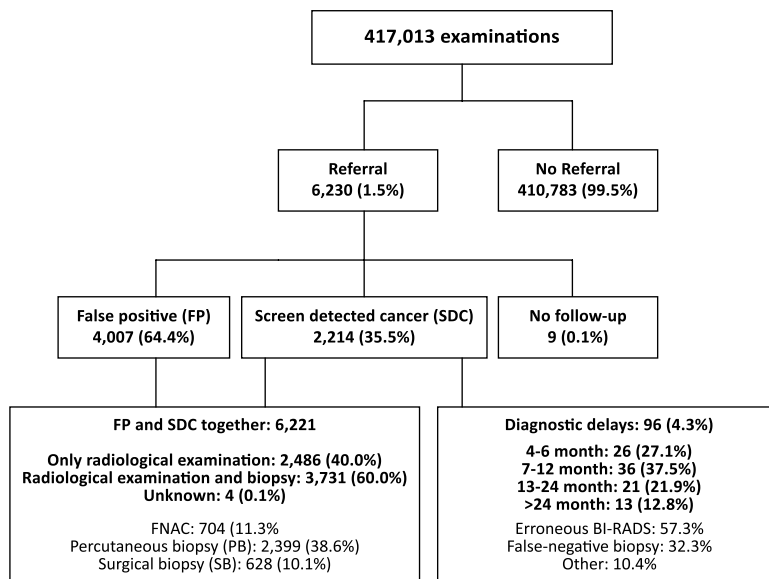 417,013 examinations
Referral
6,230 (1.5%)
No Referral
410,783 (99.5%)
False positive (FP)
4,007 (64.4%)
Screen detected cancer (SDC)
2,214 (35.5%)
No follow-up
9 (0.1%)
FP and SDC together: 6,221
Only radiological examination: 2,486 (40.0%)
Radiological examination and biopsy: 3,731 (60.0%)
Unknown: 4 (0.1%)
FNAC: 704 (11.3%
Percutaneous biopsy (PB): 2,399 (38.6%)
Surgical biopsy (SB): 628 (10.1%)
Diagnostic delays: 96 (4.3%)
4-6 month: 26 (27.1%)
7-12 month: 36 (37.5%)
13-24 month: 21 (21.9%)
>24 month: 13 (12.8%)
Erroneous BI-RADS: 57.3%
False-negative biopsy: 32.3%
Other: 10.4%